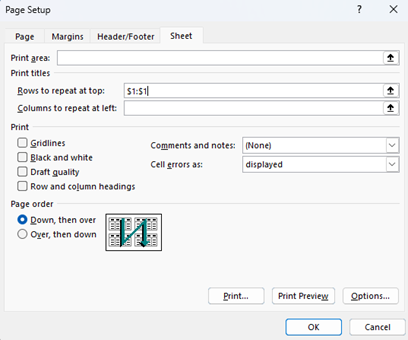 Page Setup ? ×
Page Margins Header/Footer Sheet
Print area:
Print titles
Rows to repeat at top: $1:$1
Columns to repeat at left:
Print
Gridlines Comments and notes: (None)
Black and white Cell errors as: displayed
Draft quality
Row and column headings
Page order
Down, then over
Over, then down
Print... Print Preview Options...
OK Cancel